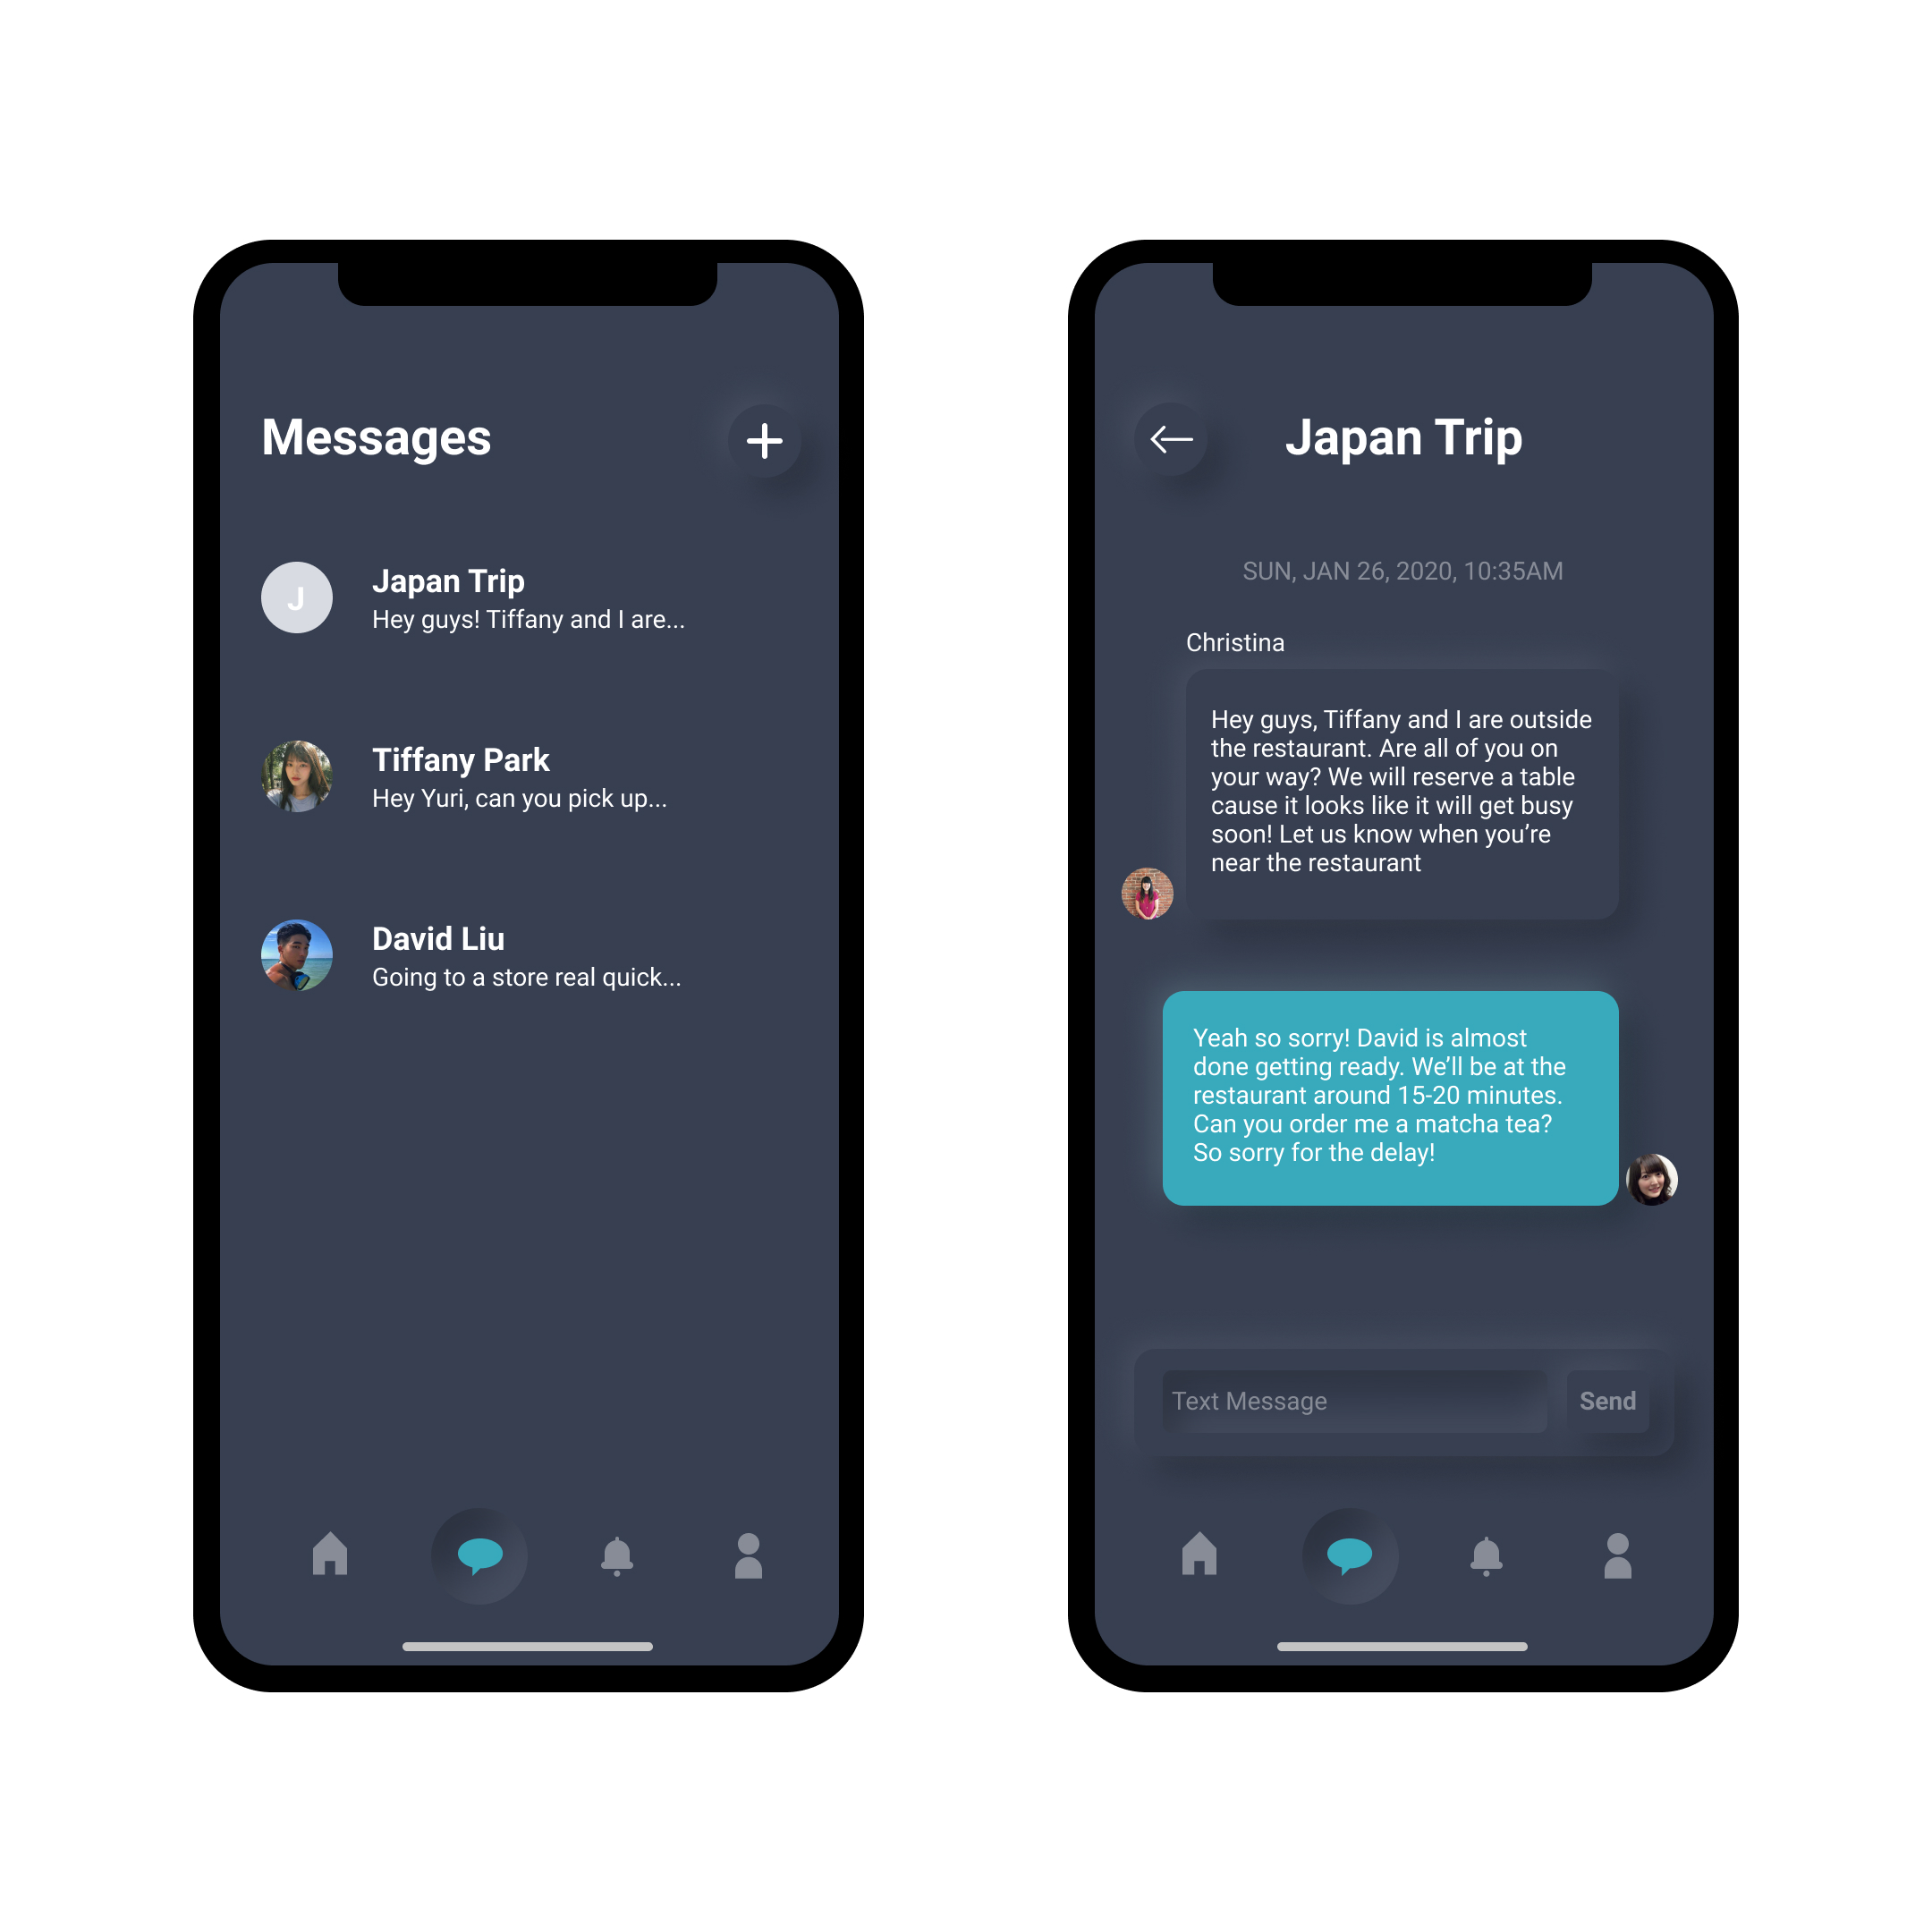 Messages
J
Japan Trip
Hey guys! Tiffany and I are...
Tiffany Park
Hey Yuri, can you pick up...
David Liu
Going to a store real quick...
Japan Trip
SUN, JAN 26, 2020, 10:35AM
Christina
Hey guys, Tiffany and I are outside
the restaurant. Are all of you on
your way? We will reserve a table
cause it looks like it will get busy
soon! Let us know when you’re
near the restaurant
Yeah so sorry! David is almost
done getting ready. We’ll be at the
restaurant around 15-20 minutes.
Can you order me a matcha tea?
So sorry for the delay!
Text Message
Send